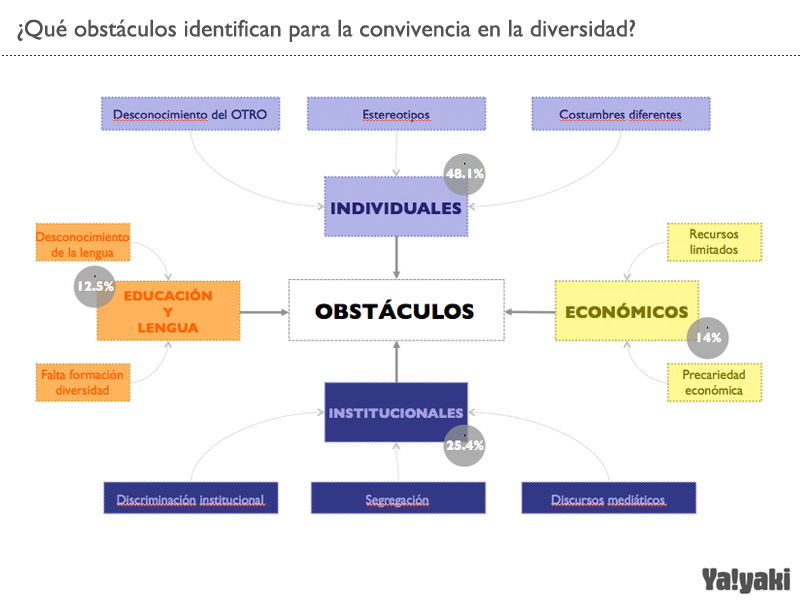 ¿Qué obstáculos identifican para la convivencia en la diversidad?
Desconocimiento del OTRO
Estereotipos
Costumbres diferentes
48.1%
INDIVIDUALES
Desconocimiento
de la lengua
Recursos
limitados
12.5%
EDUCACIÓN
Y
LENGUA
OBSTÁCULOS
ECONÓMICOS
14%
Falta formación
diversidad
Precariedad
económica
INSTITUCIONALES
25.4%
Discriminación institucional
Segregación
Discursos mediáticos
Ya!yaki